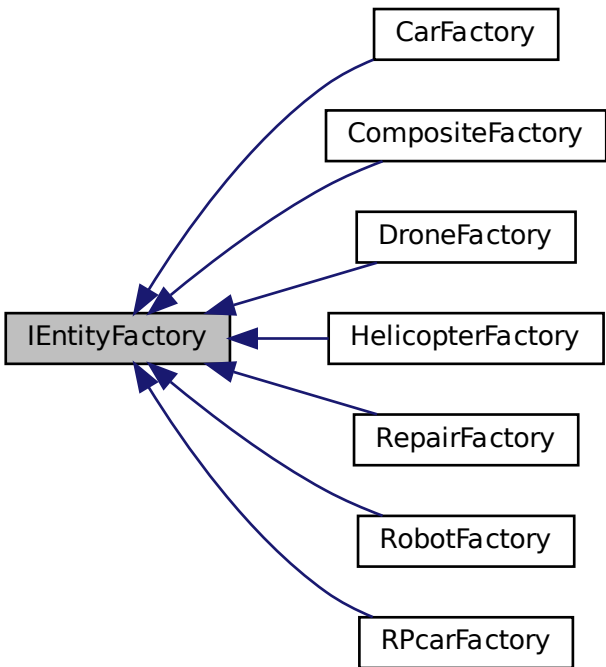 CarFactory
CompositeFactory
DroneFactory
IEntityFactory
HelicopterFactory
RepairFactory
RobotFactory
RPcarFactory